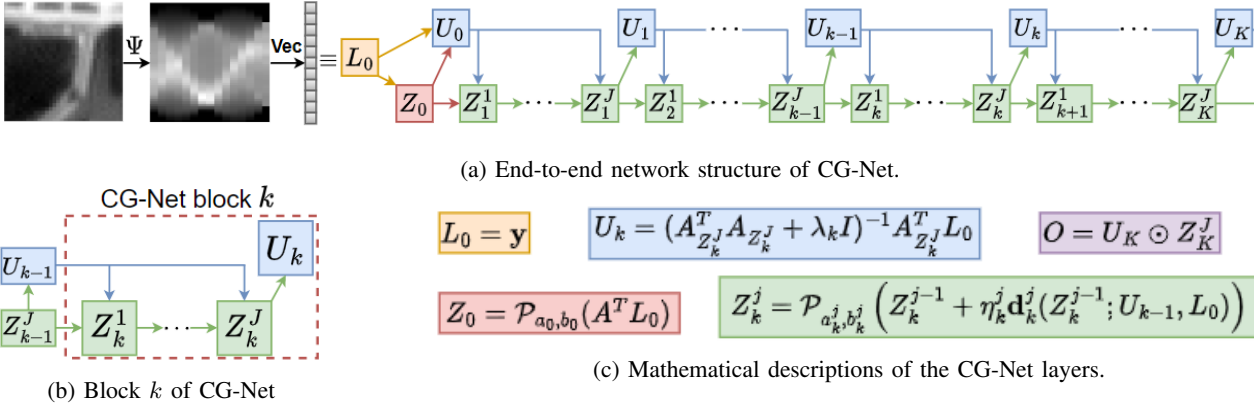 Ψ Vec ≡ L_0 U_0 U_1 ⋯ U_{k-1} U_k ⋯ U_K
Z_0 Z_1^1 ⋯ Z_1^J Z_2^1 ⋯ Z_{k-1}^J Z_k^1 ⋯ Z_k^J Z_{k+1}^1 ⋯ Z_K^J
(a) End-to-end network structure of CG-Net.
CG-Net block k
U_{k-1} U_k
Z_{k-1}^J Z_k^1 ⋯ Z_k^J
(b) Block k of CG-Net
L_0 = y
U_k = (A_{Z_k^J}^T A_{Z_k^J} + λ_k I)^{-1} A_{Z_k^J}^T L_0
O = U_K ⊙ Z_K^J
Z_0 = P_{a_0,b_0}(A^T L_0)
Z_k^j = P_{a_k^j,b_k^j}(Z_k^{j-1} + η_k^j d_k^j(Z_k^{j-1}; U_{k-1}, L_0))
(c) Mathematical descriptions of the CG-Net layers.